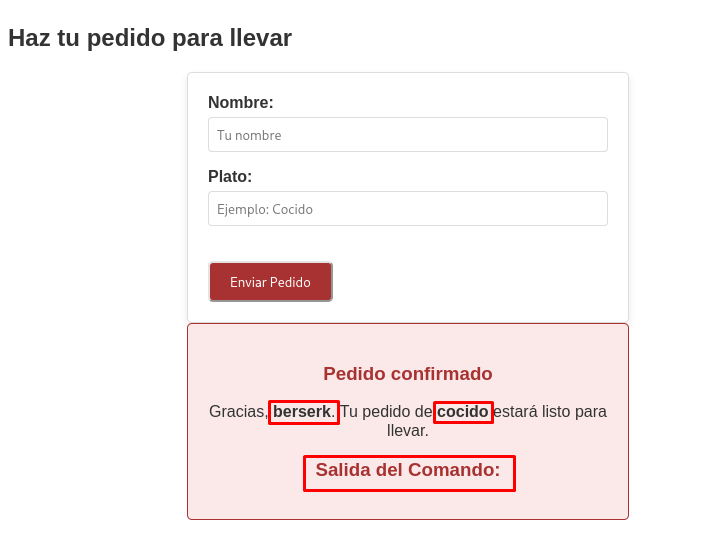 Haz tu pedido para llevar
Nombre:
Tu nombre
Plato:
Ejemplo: Cocido
Enviar Pedido
Pedido confirmado
Gracias, berserk. Tu pedido de cocido estará listo para
llevar.
Salida del Comando: